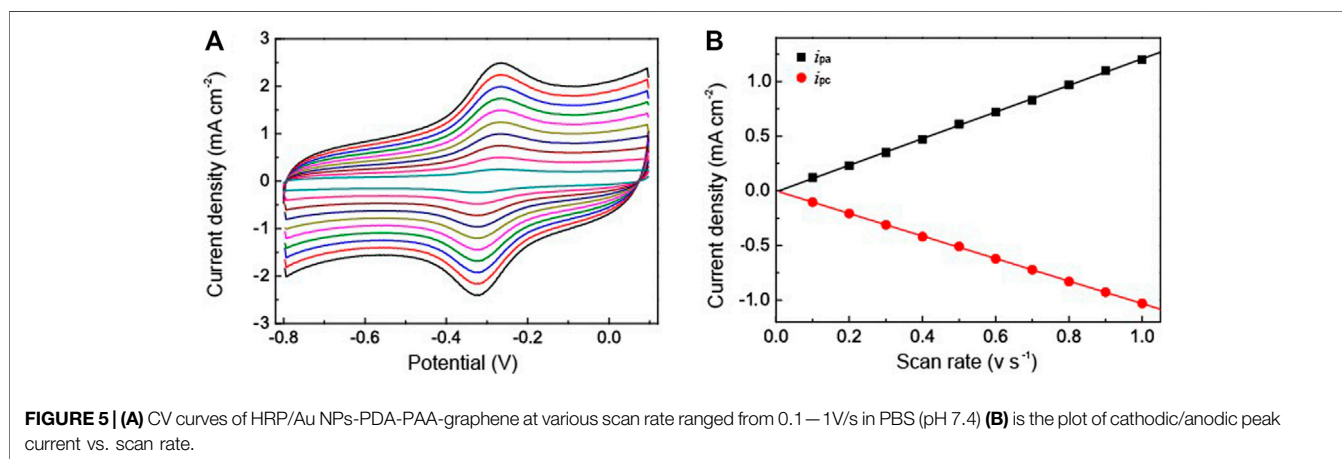 A
3
2
1
0
-1
-2
-3
-0.8
-0.6
-0.4
-0.2
0.0
Current density (mA cm⁻²)
Potential (V)
B
ipa
ipc
1.0
0.5
0.0
-0.5
-1.0
0.0
0.2
0.4
0.6
0.8
1.0
Current density (mA cm⁻²)
Scan rate (v s⁻¹)
FIGURE 5 | (A) CV curves of HRP/Au NPs-PDA-PAA-graphene at various scan rate ranged from 0.1—1V/s in PBS (pH 7.4) (B) is the plot of cathodic/anodic peak
current vs. scan rate.